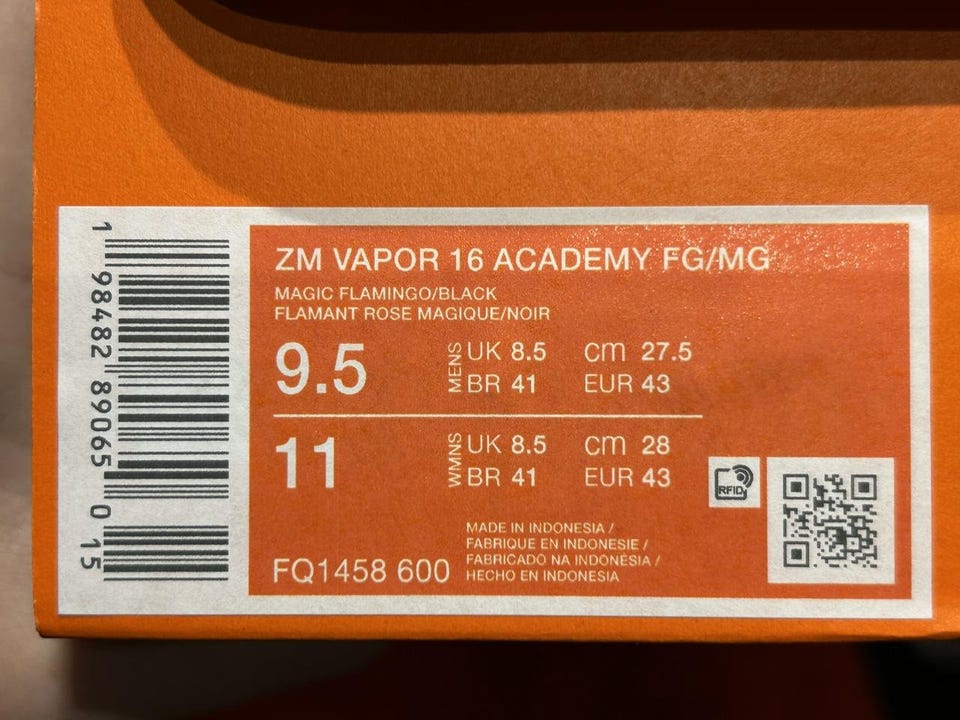 ZM VAPOR 16 ACADEMY FG/MG
MAGIC FLAMINGO/BLACK
FLAMANT ROSE MAGIQUE/NOIR
9.5 MENS UK 8.5 cm 27.5
BR 41 EUR 43
11 WMNS UK 8.5 cm 28
BR 41 EUR 43
RFID
MADE IN INDONESIA /
FABRIQUE EN INDONESIE /
FABRICADO NA INDONESIA /
HECHO EN INDONESIA
FQ1458 600
1 98482 89065 0 15